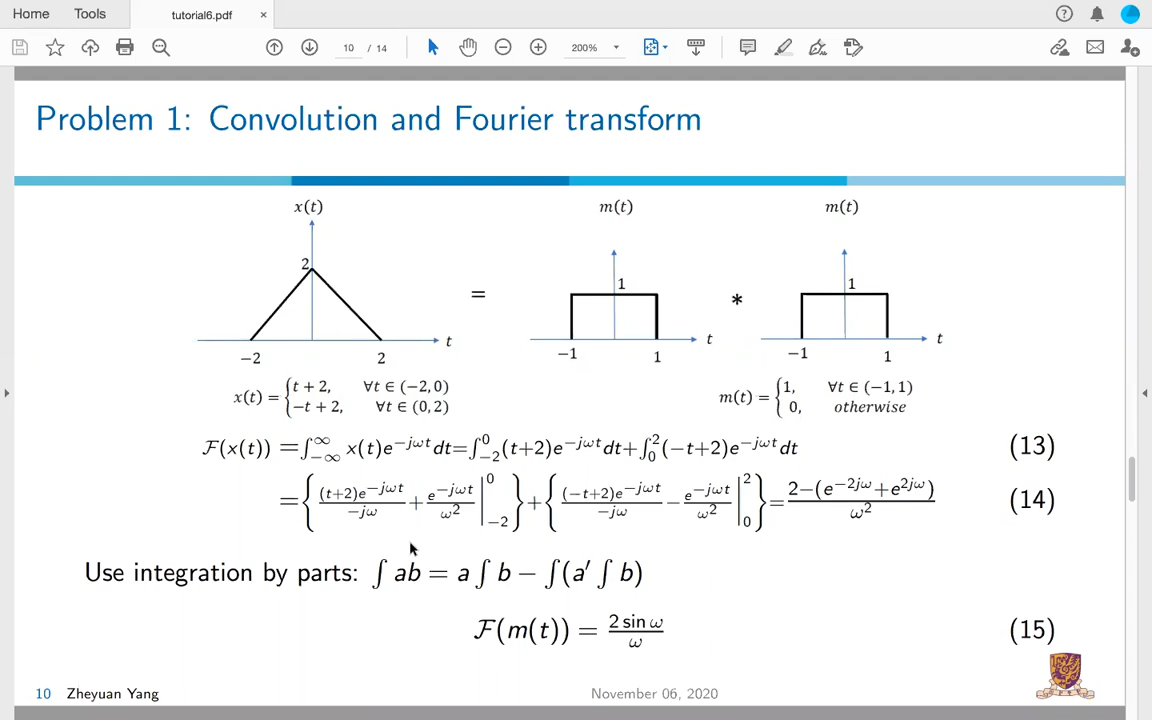 Home Tools tutorial6.pdf ×
10 / 14 200%
Problem 1: Convolution and Fourier transform
x(t) m(t) m(t)
2 1 1
= *
t t t
−2 2 −1 1 −1 1
x(t) = {t + 2, ∀t ∈ (−2, 0) −t + 2, ∀t ∈ (0, 2)
m(t) = {1, ∀t ∈ (−1, 1) 0, otherwise
ℱ(x(t)) =∫_{−∞}^{∞} x(t)e^{−jωt}dt=∫_{−2}^{0}(t+2)e^{−jωt}dt+∫_{0}^{2}(−t+2)e^{−jωt}dt (13)
={(t+2)e^{−jωt}/−jω + e^{−jωt}/ω² |_{−2}^{0}}+{(−t+2)e^{−jωt}/−jω − e^{−jωt}/ω² |_{0}^{2}}=2−(e^{−2jω}+e^{2jω})/ω² (14)
Use integration by parts: ∫ ab = a ∫ b − ∫(a′ ∫ b)
ℱ(m(t)) = 2 sin ω/ω (15)
10 Zheyuan Yang November 06, 2020